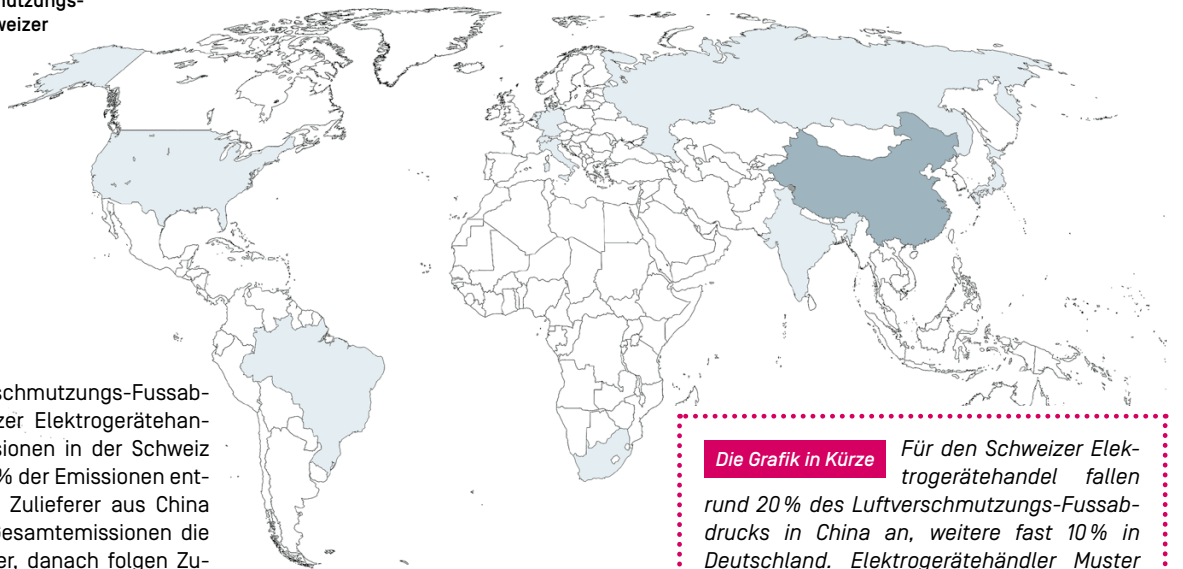 nutzungs-
weizer
schmutzungs-Fussab-
zer Elektrogerätehan-
sionen in der Schweiz
% der Emissionen ent-
Zulieferer aus China
Gesamtemissionen die
er, danach folgen Zu-
Die Grafik in Kürze Für den Schweizer Elek-
trogerätehandel fallen
rund 20 % des Luftverschmutzungs-Fussab-
drucks in China an, weitere fast 10 % in
Deutschland. Elektrogerätehändler Muster